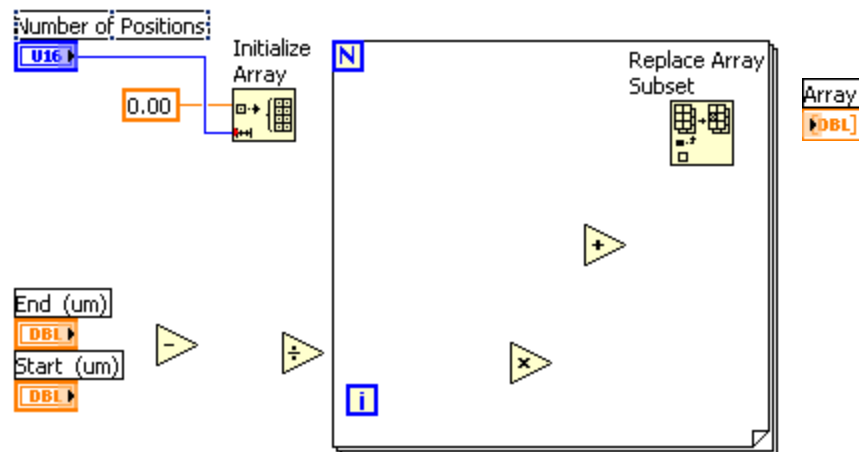 Number of Positions
U16
Initialize
Array
0.00
N
Replace Array
Subset
Array
DBL
End (um)
DBL
Start (um)
DBL
i